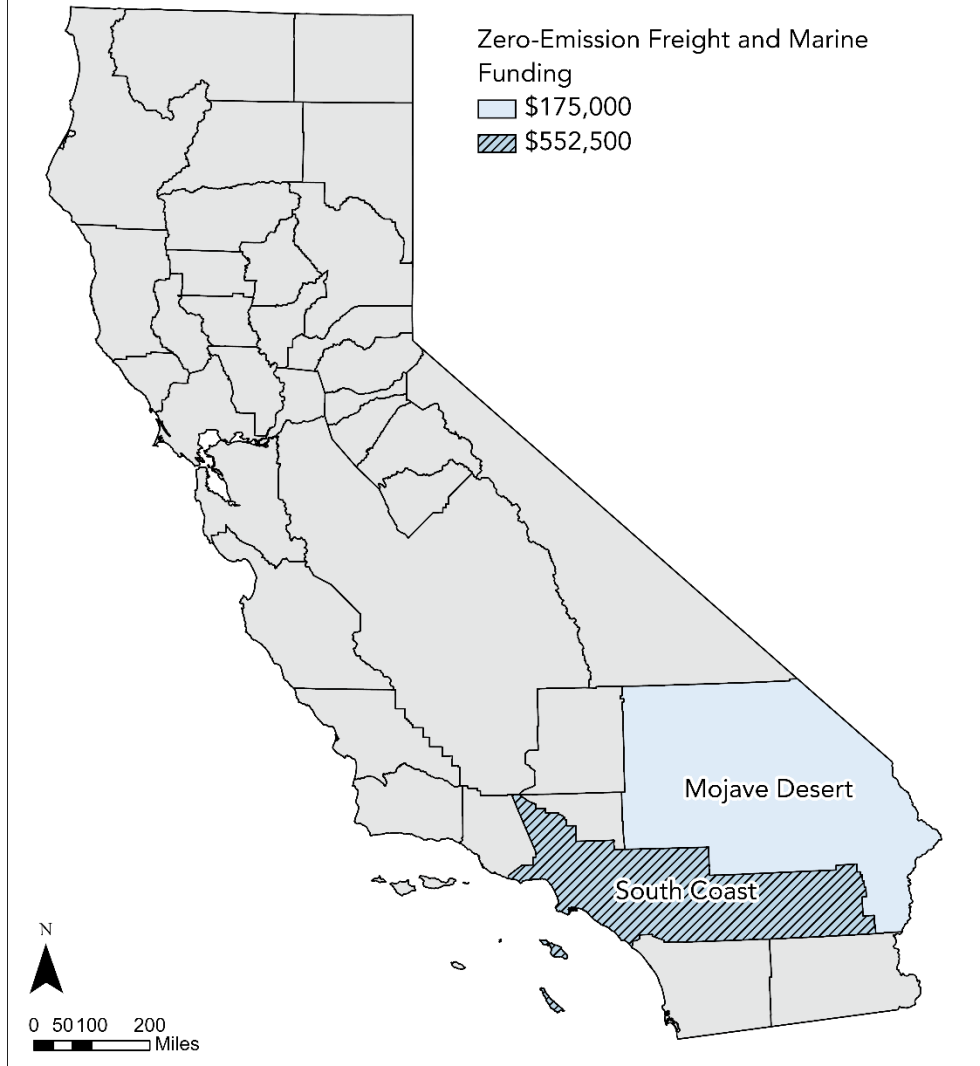 Zero-Emission Freight and Marine
Funding
$175,000
$552,500
Mojave Desert
South Coast
N
0 50 100 200
Miles